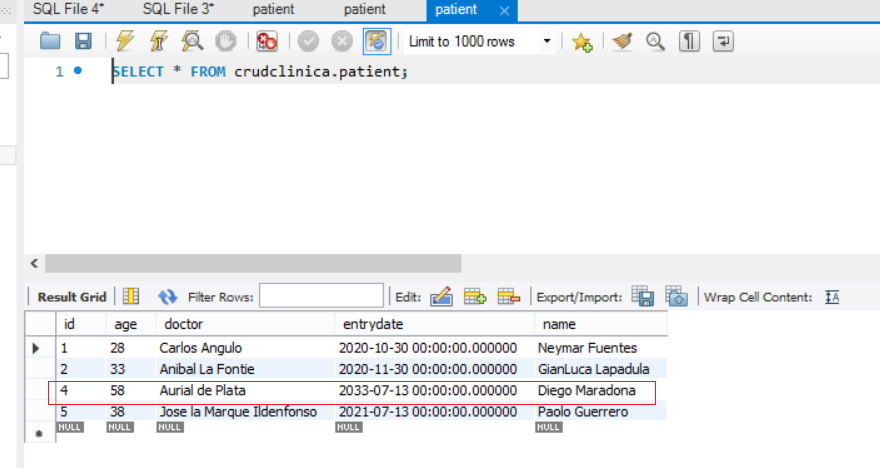 SQL File 4* SQL File 3* patient patient patient
Limit to 1000 rows
1 SELECT * FROM crudclinica.patient;
Result Grid Filter Rows: Edit: Export/Import: Wrap Cell Content: IA
id age doctor entrydate name
1 28 Carlos Angulo 2020-10-30 00:00:00.000000 Neymar Fuentes
2 33 Anibal La Fontie 2020-11-30 00:00:00.000000 GianLuca Lapadula
4 58 Aurial de Plata 2033-07-13 00:00:00.000000 Diego Maradona
5 38 Jose la Marque Ildenfonso 2021-07-13 00:00:00.000000 Paolo Guerrero
NULL NULL NULL NULL NULL